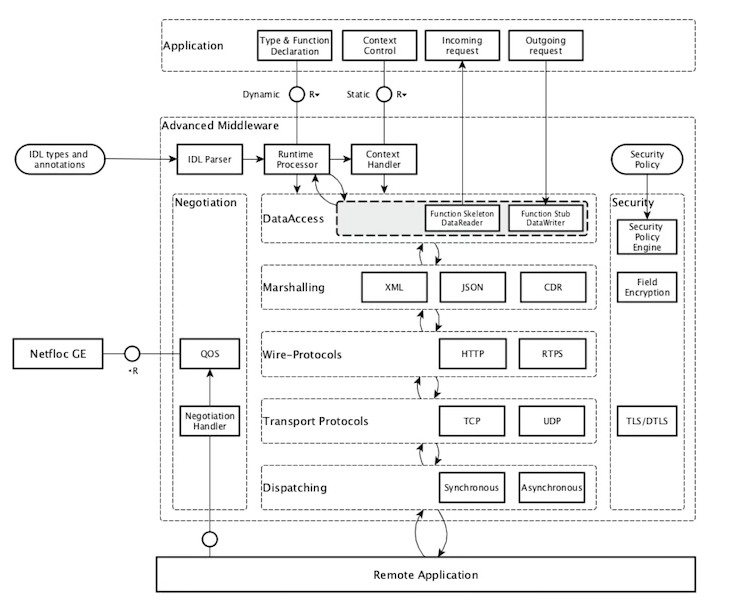 Application
Type & Function
Declaration
Context
Control
Incoming
request
Outgoing
request
Dynamic
R▾
Static
R▾
Advanced Middleware
IDL types and
annotations
IDL Parser
Runtime
Processor
Context
Handler
Security
Policy
Negotiation
DataAccess
Function Skeleton
DataReader
Function Stub
DataWriter
Security
Security
Policy
Engine
Marshalling
XML
JSON
CDR
Field
Encryption
Netfloc GE
R
QOS
Wire-Protocols
HTTP
RTPS
Negotiation
Handler
Transport Protocols
TCP
UDP
TLS/DTLS
Dispatching
Synchronous
Asynchronous
Remote Application